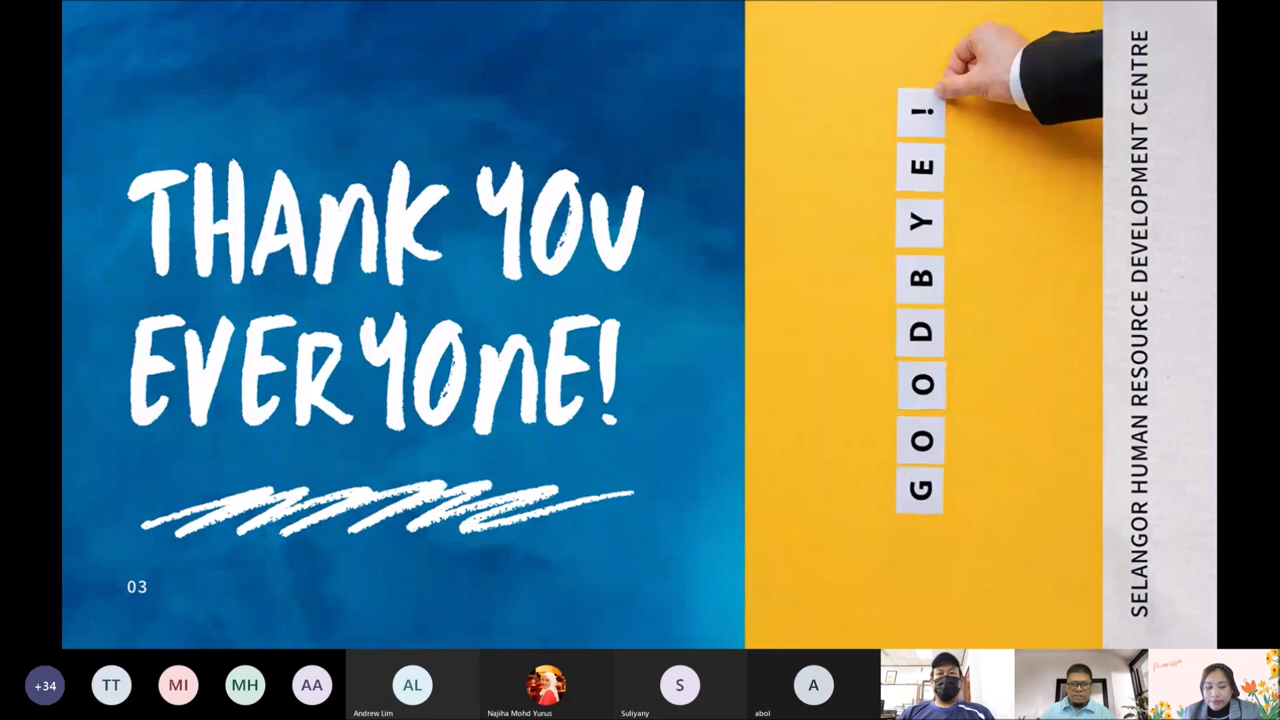 THANK YOU
EVERYONE!
03
GOODBYE!
SELANGOR HUMAN RESOURCE DEVELOPMENT CENTRE
+34
TT
MI
MH
AA
AL
Andrew Lim
Najiha Mohd Yunus
S
Suliyany
A
abol
Marissa